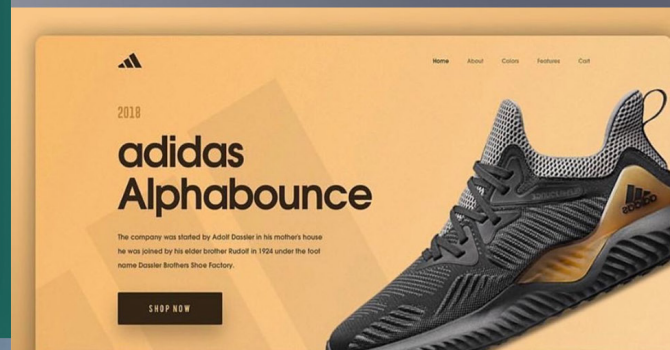 Home About Colors Features Cart
2018
adidas
Alphabounce
The company was started by Adolf Dassler in his mother's house
he was joined by his elder brother Rudolf in 1924 under the foot
name Dassler Brothers Shoe Factory.
SHOP NOW
adidas